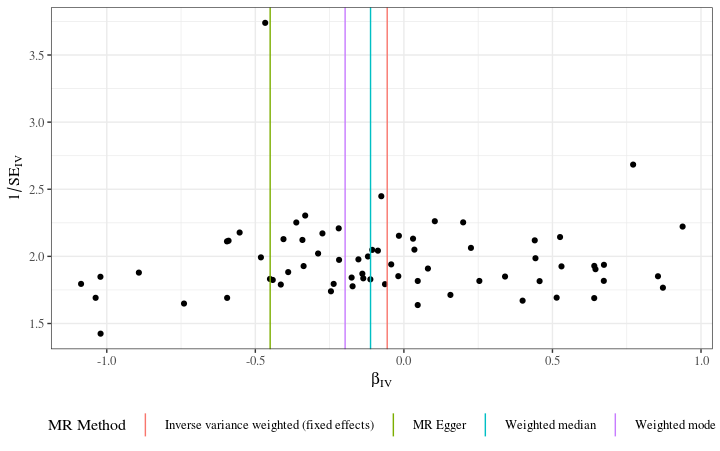 3.5
3.0
2.5
2.0
1.5
1/SE_IV
-1.0
-0.5
0.0
0.5
1.0
β_IV
MR Method
Inverse variance weighted (fixed effects)
MR Egger
Weighted median
Weighted mode